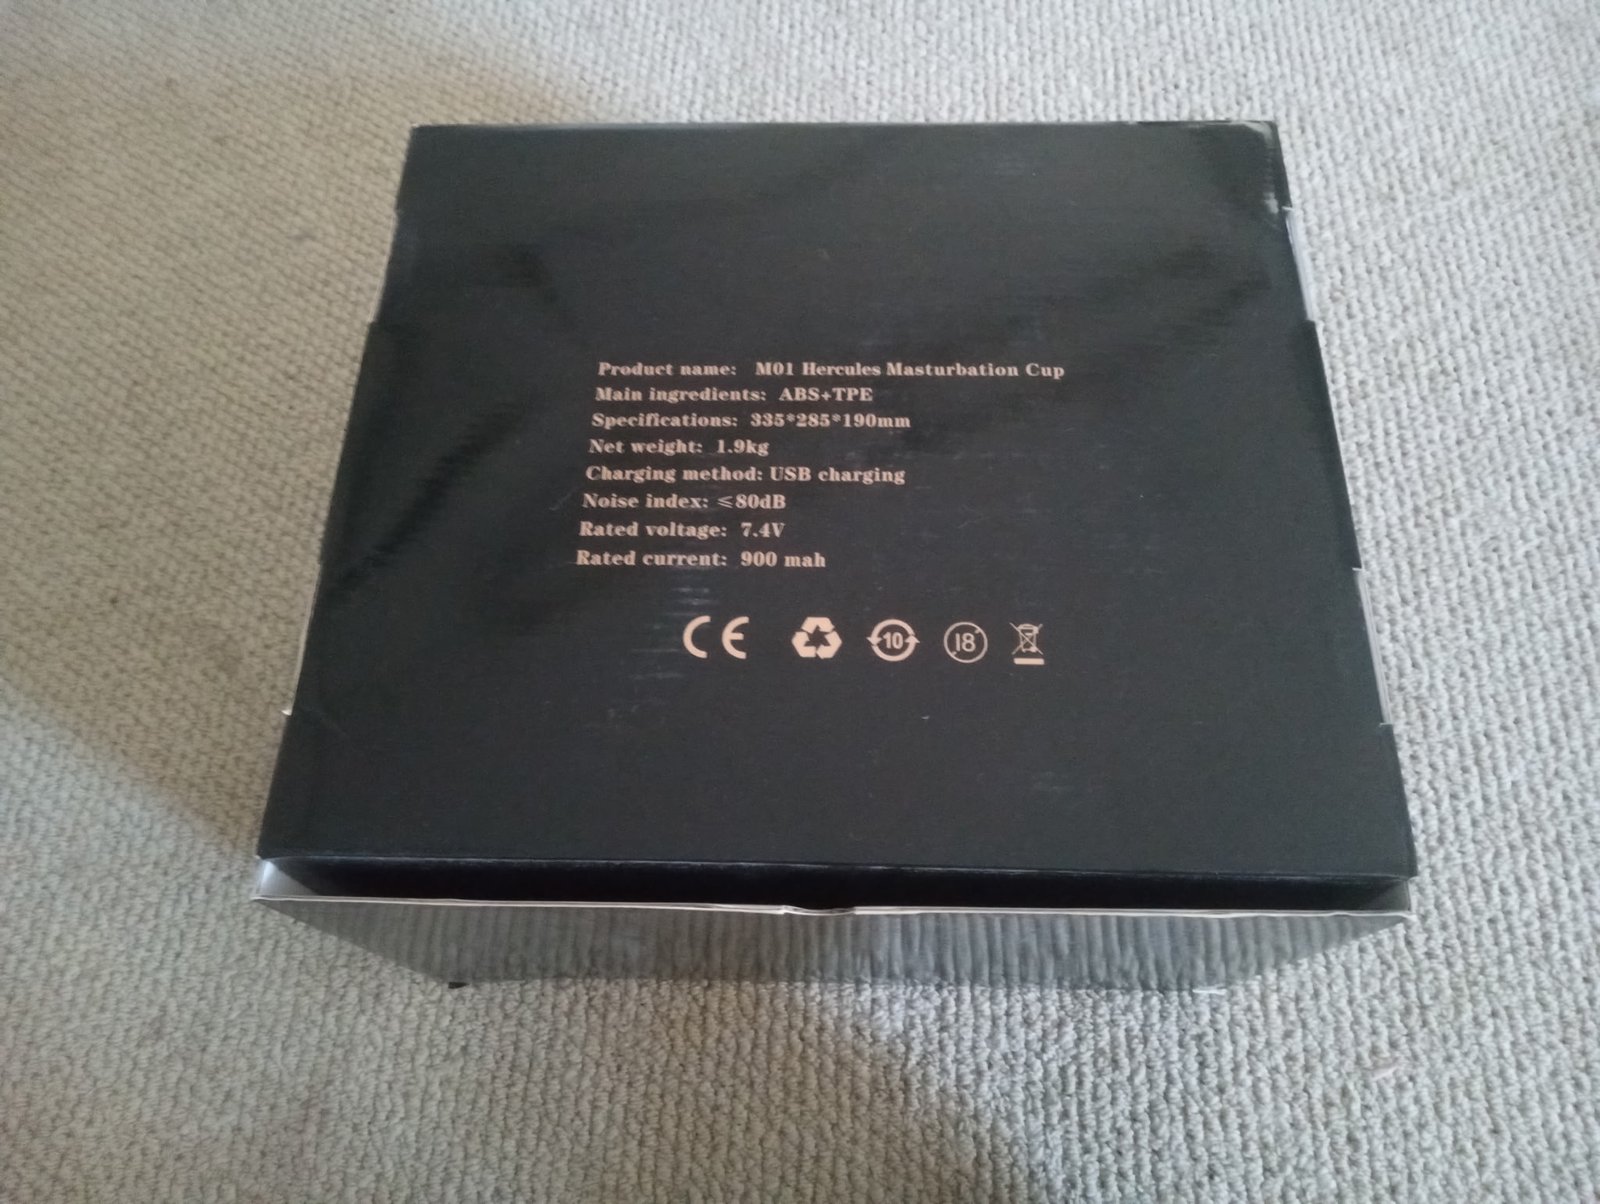 Product name: M01 Hercules Masturbation Cup
Main ingredients: ABS+TPE
Specifications: 335*285*190mm
Net weight: 1.9kg
Charging method: USB charging
Noise index: ≤80dB
Rated voltage: 7.4V
Rated current: 900 mah
CE 10 18